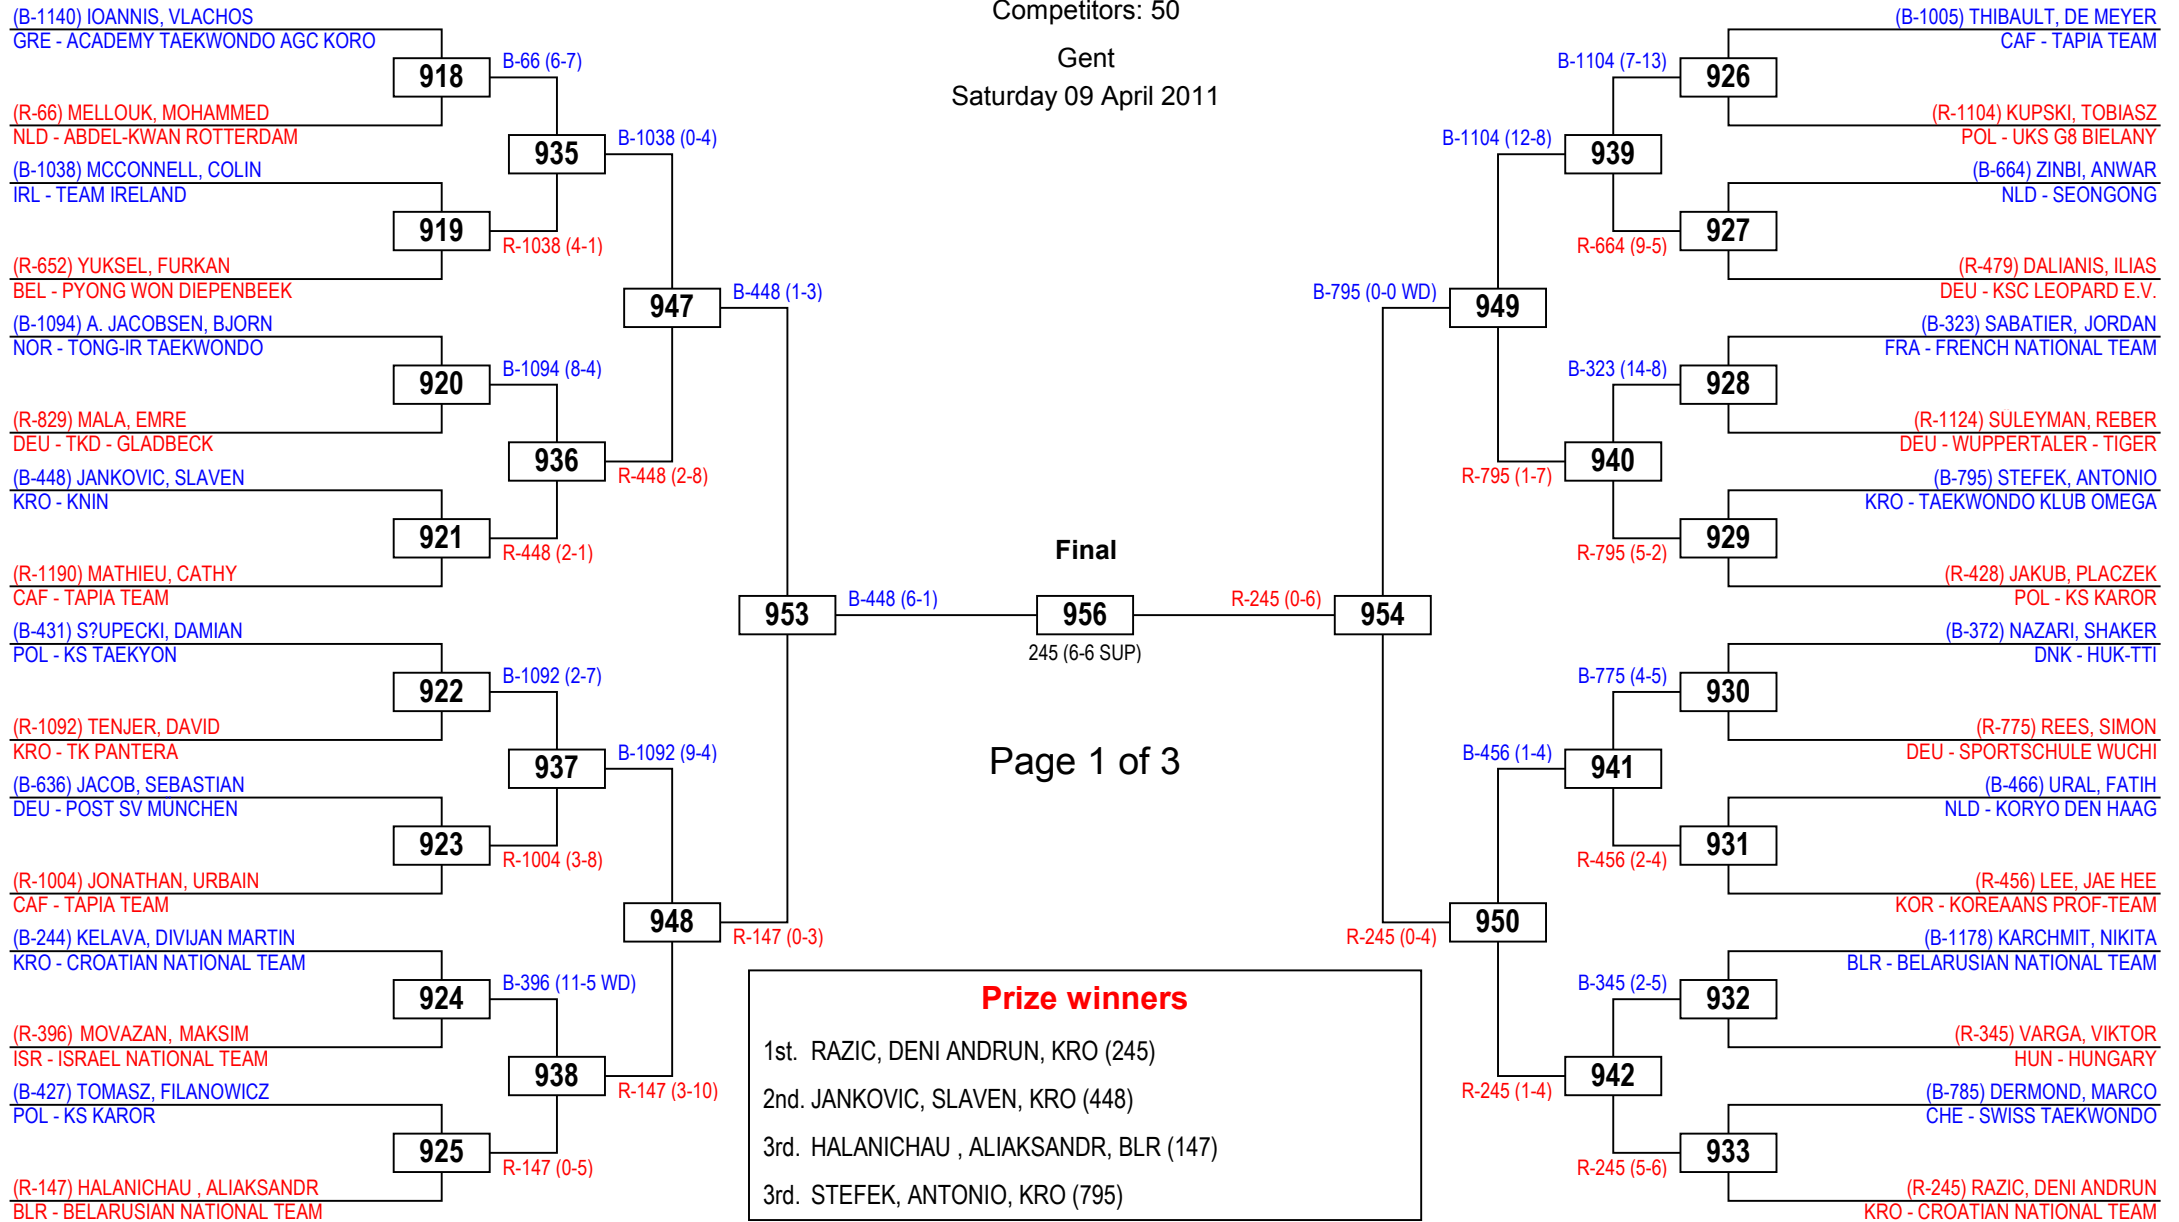 Competitors: 50
Gent
Saturday 09 April 2011
(B-1140) IOANNIS, VLACHOS
GRE - ACADEMY TAEKWONDO AGC KORO
918
B-66 (6-7)
(R-66) MELLOUK, MOHAMMED
NLD - ABDEL-KWAN ROTTERDAM
935
B-1038 (0-4)
(B-1038) MCCONNELL, COLIN
IRL - TEAM IRELAND
919
R-1038 (4-1)
(R-652) YUKSEL, FURKAN
BEL - PYONG WON DIEPENBEEK
947
B-448 (1-3)
(B-1094) A. JACOBSEN, BJORN
NOR - TONG-IR TAEKWONDO
920
B-1094 (8-4)
(R-829) MALA, EMRE
DEU - TKD - GLADBECK
936
R-448 (2-8)
(B-448) JANKOVIC, SLAVEN
KRO - KNIN
921
R-448 (2-1)
(R-1190) MATHIEU, CATHY
CAF - TAPIA TEAM
953
B-448 (6-1)
(B-431) S?UPECKI, DAMIAN
POL - KS TAEKYON
922
B-1092 (2-7)
(R-1092) TENJER, DAVID
KRO - TK PANTERA
937
B-1092 (9-4)
(B-636) JACOB, SEBASTIAN
DEU - POST SV MUNCHEN
923
R-1004 (3-8)
(R-1004) JONATHAN, URBAIN
CAF - TAPIA TEAM
948
R-147 (0-3)
(B-244) KELAVA, DIVIJAN MARTIN
KRO - CROATIAN NATIONAL TEAM
924
B-396 (11-5 WD)
(R-396) MOVAZAN, MAKSIM
ISR - ISRAEL NATIONAL TEAM
938
R-147 (3-10)
(B-427) TOMASZ, FILANOWICZ
POL - KS KAROR
925
R-147 (0-5)
(R-147) HALANICHAU , ALIAKSANDR
BLR - BELARUSIAN NATIONAL TEAM
Final
956
245 (6-6 SUP)
Page 1 of 3
(B-1005) THIBAULT, DE MEYER
CAF - TAPIA TEAM
B-1104 (7-13)
926
(R-1104) KUPSKI, TOBIASZ
POL - UKS G8 BIELANY
B-1104 (12-8)
939
(B-664) ZINBI, ANWAR
NLD - SEONGONG
R-664 (9-5)
927
(R-479) DALIANIS, ILIAS
DEU - KSC LEOPARD E.V.
B-795 (0-0 WD)
949
(B-323) SABATIER, JORDAN
FRA - FRENCH NATIONAL TEAM
B-323 (14-8)
928
(R-1124) SULEYMAN, REBER
DEU - WUPPERTALER - TIGER
R-795 (1-7)
940
(B-795) STEFEK, ANTONIO
KRO - TAEKWONDO KLUB OMEGA
R-795 (5-2)
929
(R-428) JAKUB, PLACZEK
POL - KS KAROR
R-245 (0-6)
954
(B-372) NAZARI, SHAKER
DNK - HUK-TTI
B-775 (4-5)
930
(R-775) REES, SIMON
DEU - SPORTSCHULE WUCHI
B-456 (1-4)
941
(B-466) URAL, FATIH
NLD - KORYO DEN HAAG
R-456 (2-4)
931
(R-456) LEE, JAE HEE
KOR - KOREAANS PROF-TEAM
R-245 (0-4)
950
(B-1178) KARCHMIT, NIKITA
BLR - BELARUSIAN NATIONAL TEAM
B-345 (2-5)
932
(R-345) VARGA, VIKTOR
HUN - HUNGARY
R-245 (1-4)
942
(B-785) DERMOND, MARCO
CHE - SWISS TAEKWONDO
R-245 (5-6)
933
(R-245) RAZIC, DENI ANDRUN
KRO - CROATIAN NATIONAL TEAM
Prize winners
1st. RAZIC, DENI ANDRUN, KRO (245)
2nd. JANKOVIC, SLAVEN, KRO (448)
3rd. HALANICHAU , ALIAKSANDR, BLR (147)
3rd. STEFEK, ANTONIO, KRO (795)